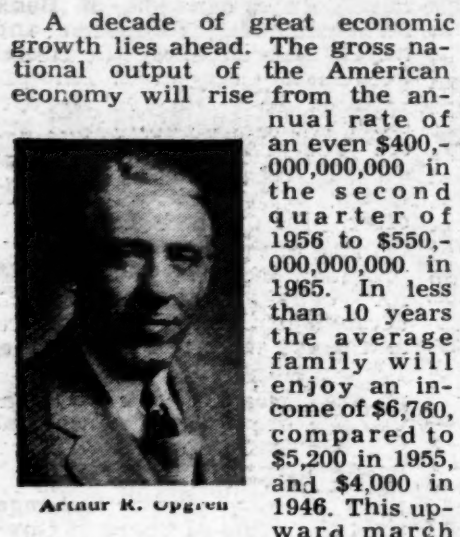 A decade of great economic
growth lies ahead. The gross na-
tional output of the American
economy will rise from the an-
nual rate of
an even $400,-
000,000,000 in
the second
quarter of
1956 to $550,-
000,000,000 in
1965. In less
than 10 years
the average
family will
enjoy an in-
come of $6,760,
compared to
$5,200 in 1955,
and $4,000 in
1946. This up-
ward march
Arthur R. Upgren